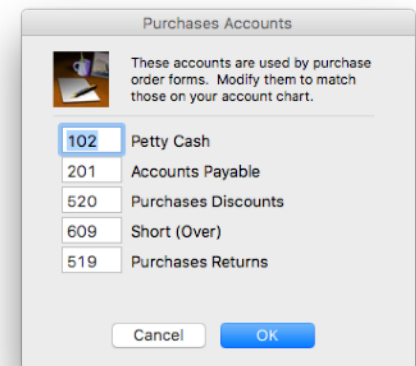 Purchases Accounts
These accounts are used by purchase
order forms. Modify them to match
those on your account chart.
102 Petty Cash
201 Accounts Payable
520 Purchases Discounts
609 Short (Over)
519 Purchases Returns
Cancel OK